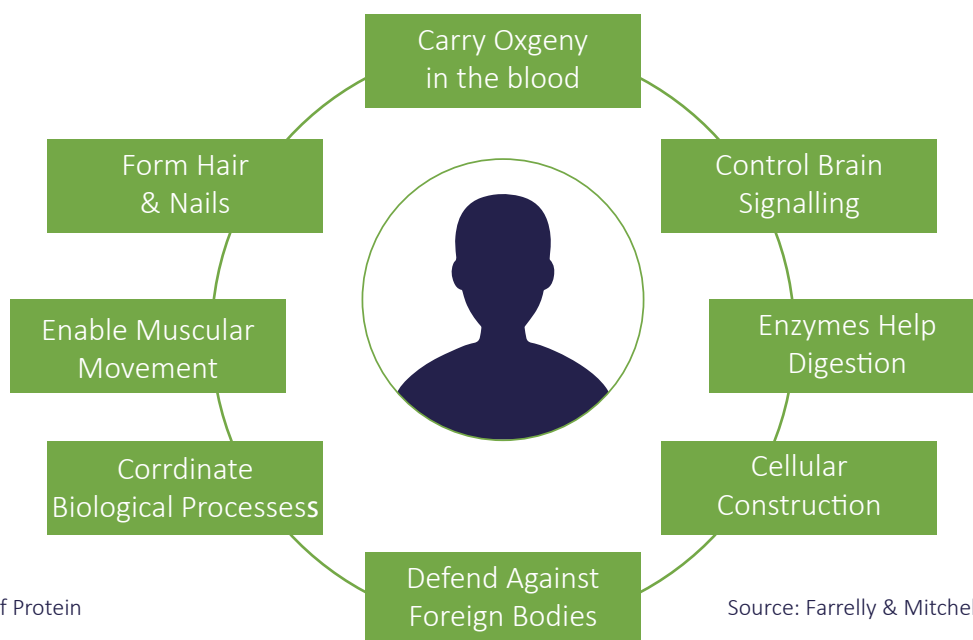 Carry Oxgeny
in the blood
Form Hair
& Nails
Control Brain
Signalling
Enable Muscular
Movement
Enzymes Help
Digestion
Corrdinate
Biological Processess
Cellular
Construction
Defend Against
Foreign Bodies
f Protein
Source: Farrelly & Mitchel